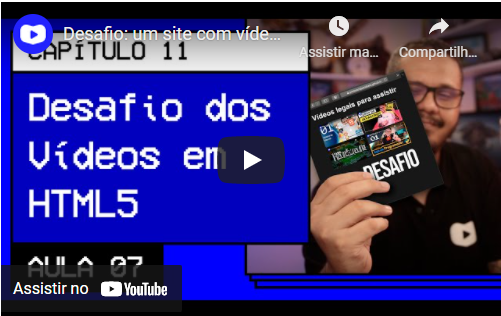 Desafio: um site com víde...
Assistir ma...
Compartilh...
CAPÍTULO 11
Desafio dos
Vídeos em
HTML5
AULA 07
Vídeos legais para assistir
01
DESAFIO
Assistir no YouTube